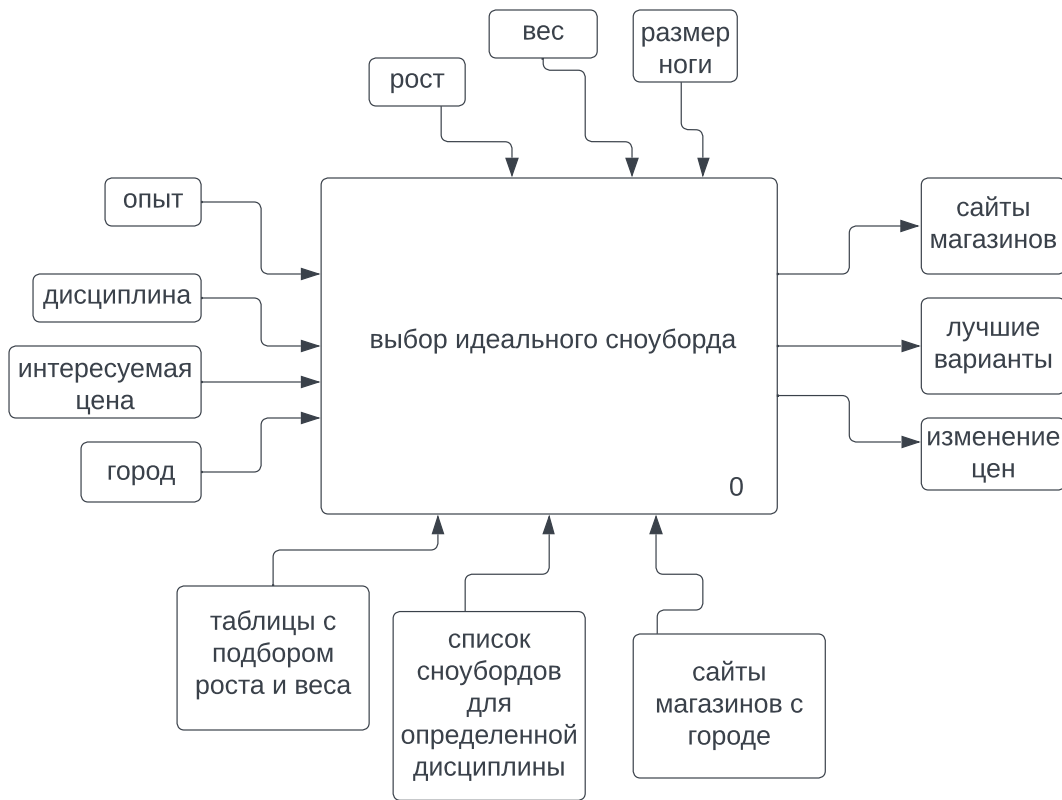 вес
размер
ноги
рост
опыт
дисциплина
интересуемая
цена
город
выбор идеального сноуборда
0
сайты
магазинов
лучшие
варианты
изменение
цен
таблицы с
подбором
роста и веса
список
сноубордов
для
определенной
дисциплины
сайты
магазинов с
городе